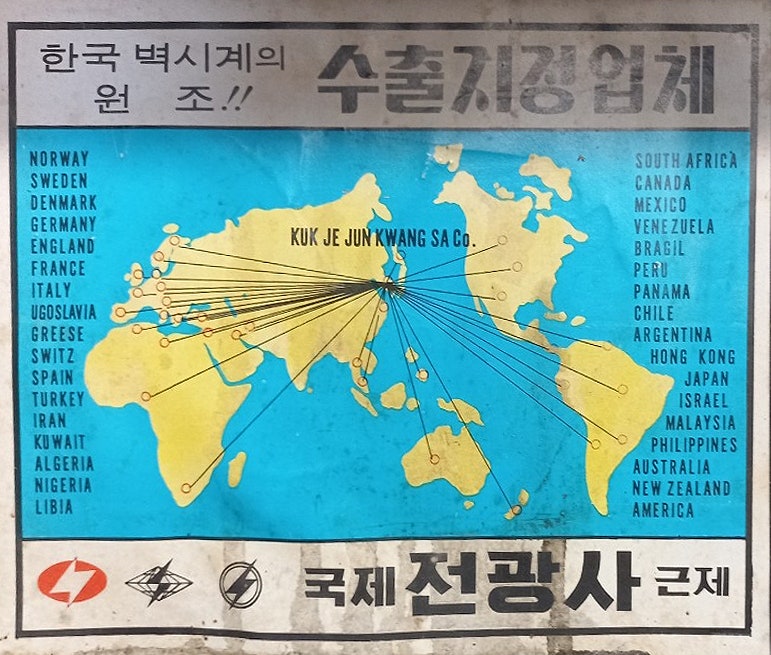 한국 벽시계의
원 조!!
수출지정업체
NORWAY
SWEDEN
DENMARK
GERMANY
ENGLAND
FRANCE
ITALY
UGOSLAVIA
GREESE
SWITZ
SPAIN
TURKEY
IRAN
KUWAIT
ALGERIA
NIGERIA
LIBIA
KUK JE JUN KWANG SA Co.
SOUTH AFRICA
CANADA
MEXICO
VENEZUELA
BRAGIL
PERU
PANAMA
CHILE
ARGENTINA
HONG KONG
JAPAN
ISRAEL
MALAYSIA
PHILIPPINES
AUSTRALIA
NEW ZEALAND
AMERICA
국제 전광사 근제